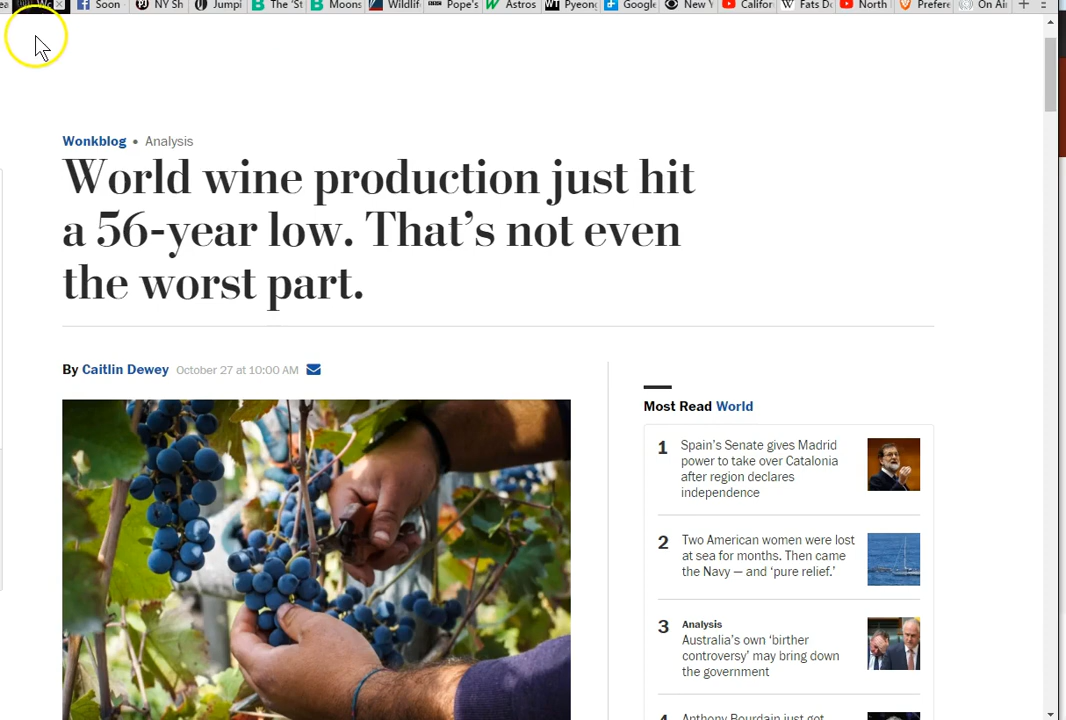 Soon
NY Sh
Jumpi
The 'St
Moons
Wildlif
BBC
Pope's
Astros
WT
Pyeong
Google
New Y
Califor
W
Fats Do
North
Prefere
On Air
Wonkblog • Analysis
World wine production just hit
a 56-year low. That's not even
the worst part.
By Caitlin Dewey October 27 at 10:00 AM
Most Read World
1
Spain's Senate gives Madrid
power to take over Catalonia
after region declares
independence
2
Two American women were lost
at sea for months. Then came
the Navy — and 'pure relief.'
3
Analysis
Australia's own 'birther
controversy' may bring down
the government
Anthony Bourdain just got